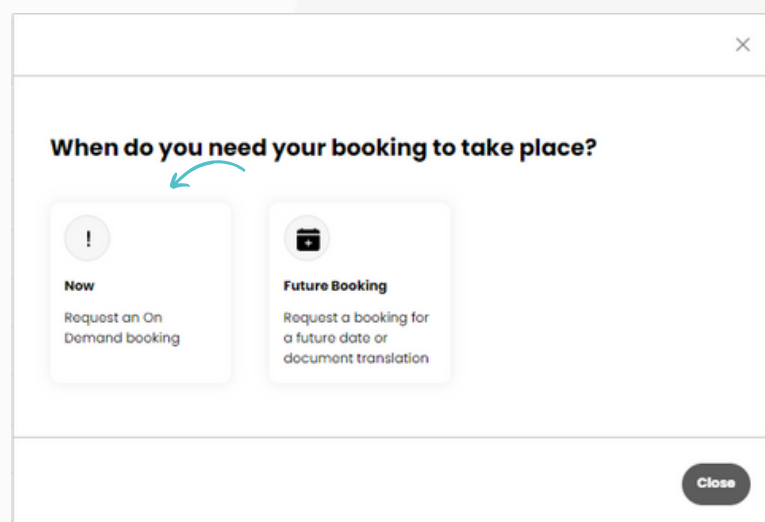 When do you need your booking to take place?
!
Now
Request an On
Demand booking
Future Booking
Request a booking for
a future date or
document translation
Close